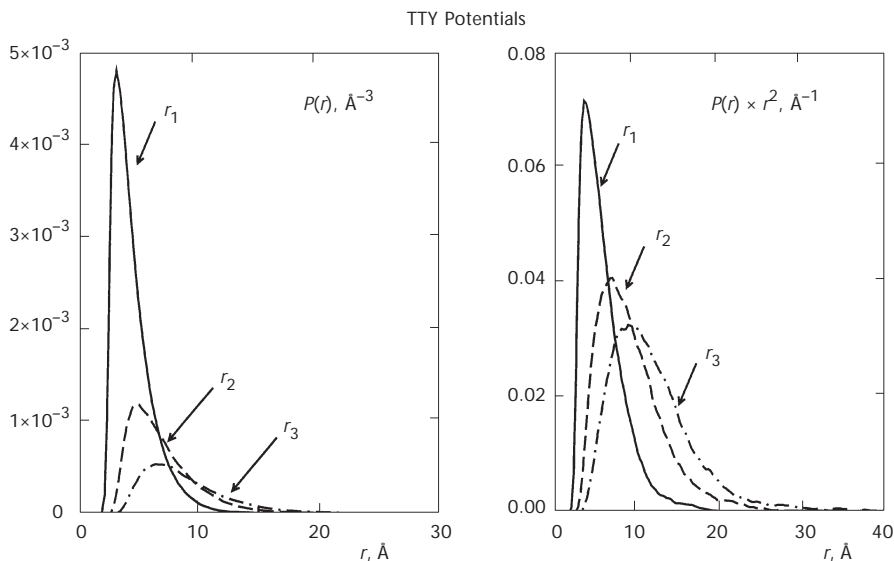 TTY Potentials
5×10⁻³
4×10⁻³
3×10⁻³
2×10⁻³
1×10⁻³
0
P(r), Å⁻³
r₁
r₂
r₃
0 10 20 30
r, Å
0.08
0.06
0.04
0.02
0.00
P(r) × r², Å⁻¹
r₁
r₂
r₃
0 10 20 30 40
r, Å